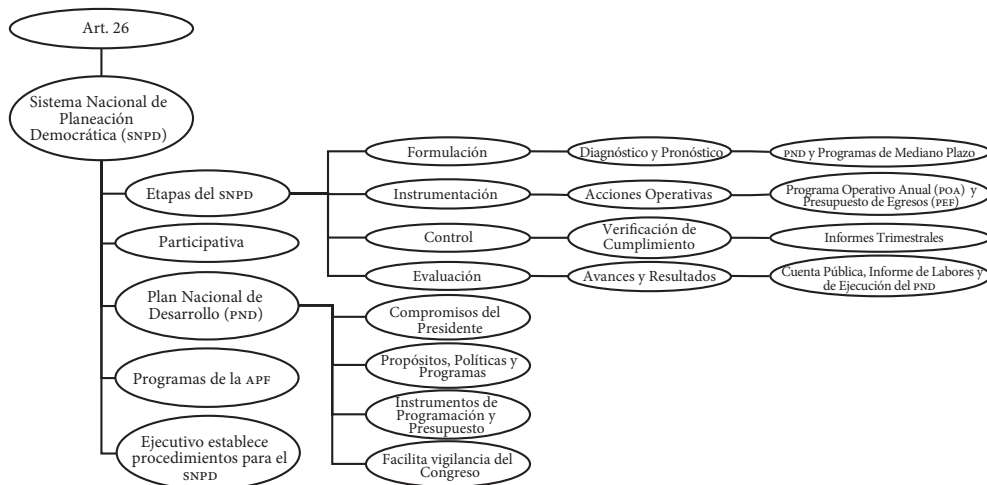 Art. 26
Sistema Nacional de
Planeación
Democrática (SNPD)
Etapas del SNPD
Formulación
Diagnóstico y Pronóstico
PND y Programas de Mediano Plazo
Instrumentación
Acciones Operativas
Programa Operativo Anual (POA) y
Presupuesto de Egresos (PEF)
Control
Verificación de
Cumplimiento
Informes Trimestrales
Evaluación
Avances y Resultados
Cuenta Pública, Informe de Labores y
de Ejecución del PND
Participativa
Plan Nacional de
Desarrollo (PND)
Compromisos del
Presidente
Propósitos, Políticas y
Programas
Instrumentos de
Programación y
Presupuesto
Facilita vigilancia del
Congreso
Programas de la APF
Ejecutivo establece
procedimientos para el
SNPD